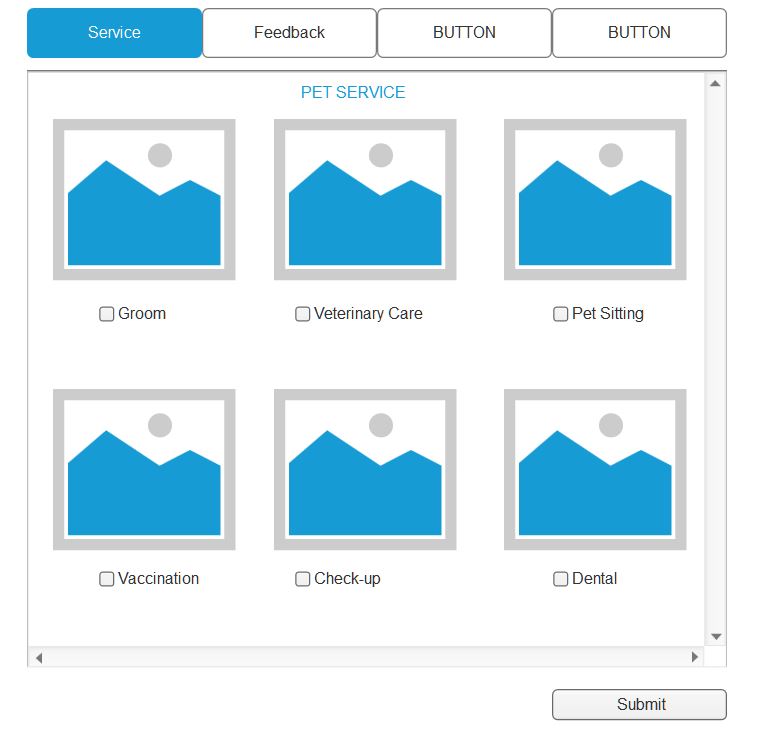 Service Feedback BUTTON BUTTON
PET SERVICE
Groom Veterinary Care Pet Sitting
Vaccination Check-up Dental
Submit